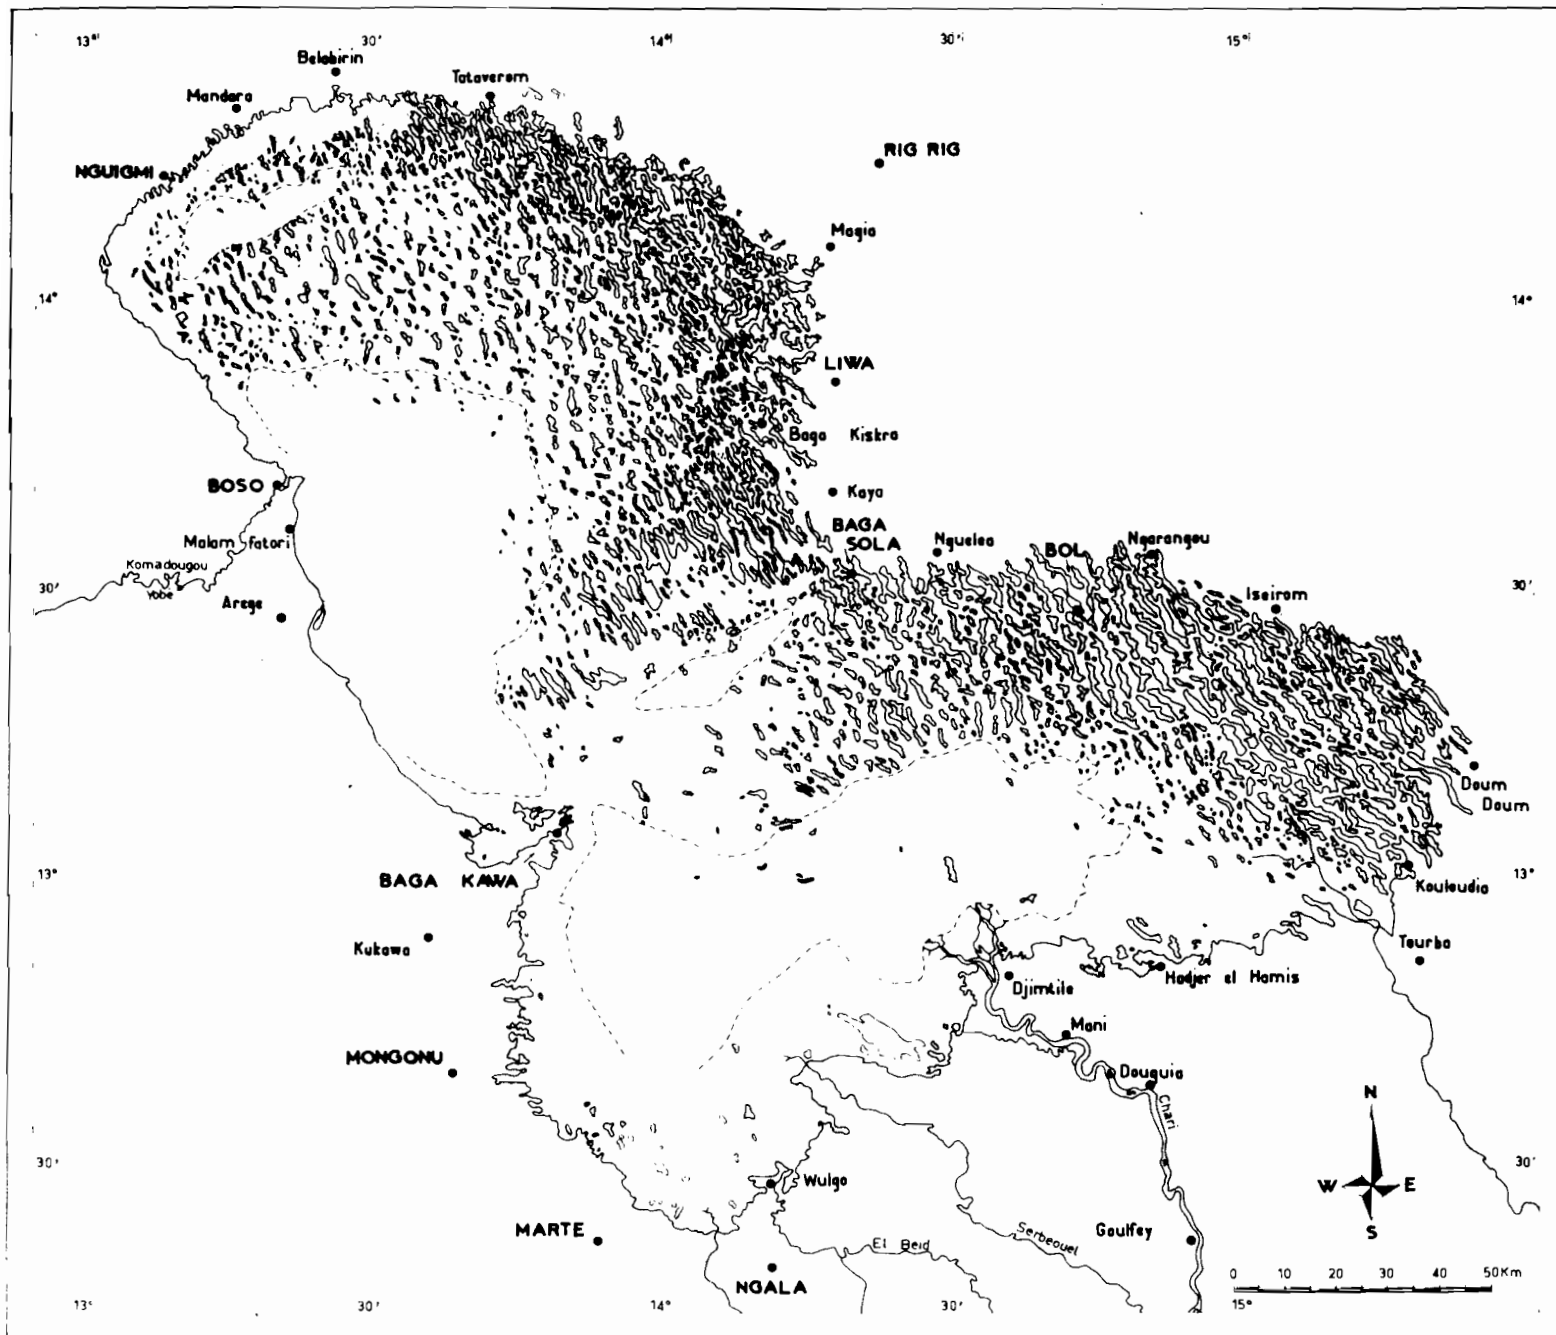 13°
30'
14°
30'
15°
Belabirin
Tataverom
Mandara
NGUIGMI
RIG RIG
Magia
14°
14°
LIWA
Baga Kiskra
BOSO
Kaya
BAGA
SOLA
Nguelea
BOL
Ngarangou
Malam fatori
Komadougou
Yobe
30'
30'
Arege
Iseirom
Doum
Doum
13°
13°
BAGA KAWA
Kouloudia
Kukawa
Tourba
Djimtile
Hadjer el Hamis
Mani
MONGONU
Douguia
Chari
N
30'
30'
Wulgo
W E
S
MARTE
El Beid
Serbeouel
Goulfey
NGALA
0 10 20 30 40 50Km
13°
30'
14°
30'
15°